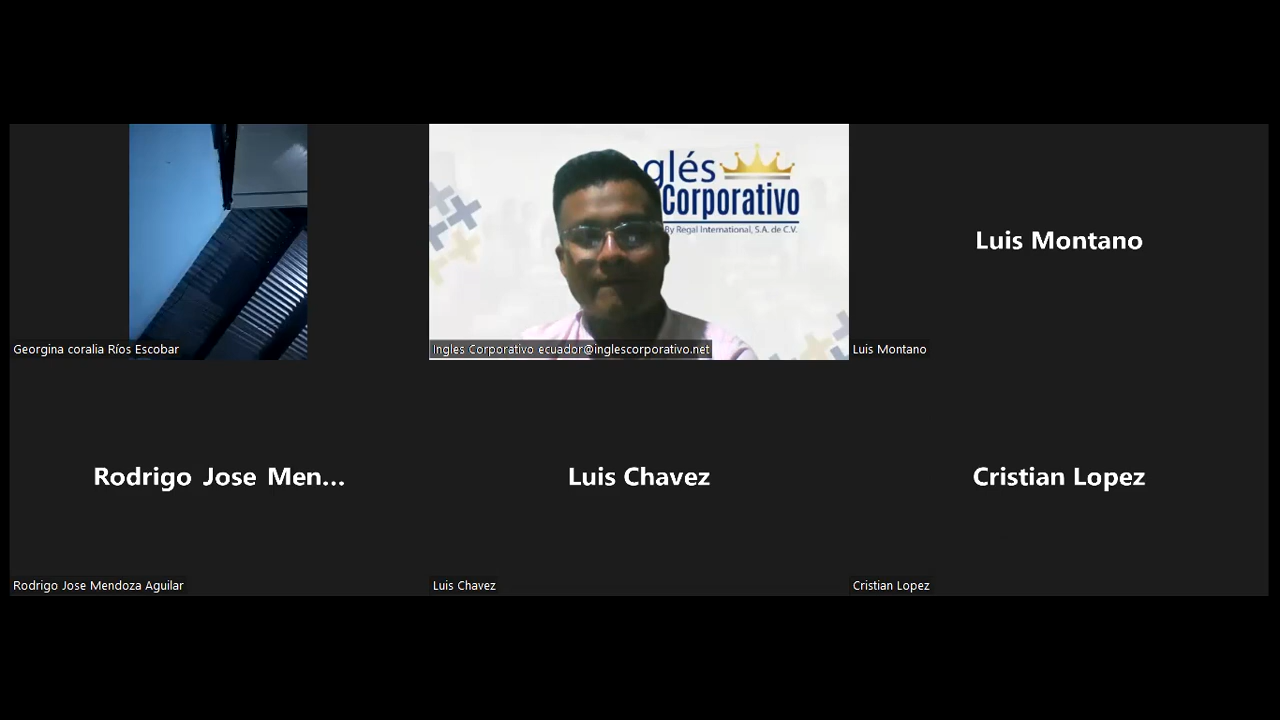 Georgina coralia Ríos Escobar
nglés
Corporativo
By Regal International, S.A. de C.V.
Ingles Corporativo ecuador@inglescorporativo.net
Luis Montano
Luis Montano
Rodrigo Jose Men...
Rodrigo Jose Mendoza Aguilar
Luis Chavez
Luis Chavez
Cristian Lopez
Cristian Lopez